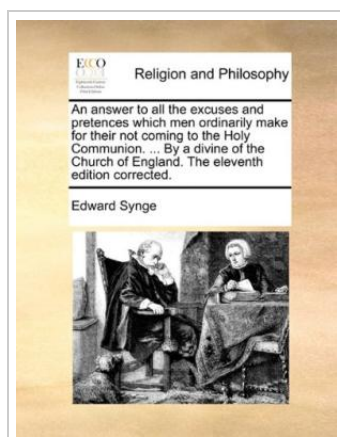 ECCO
Religion and Philosophy
An answer to all the excuses and
pretences which men ordinarily make
for their not coming to the Holy
Communion. ... By a divine of the
Church of England. The eleventh
edition corrected.
Edward Synge